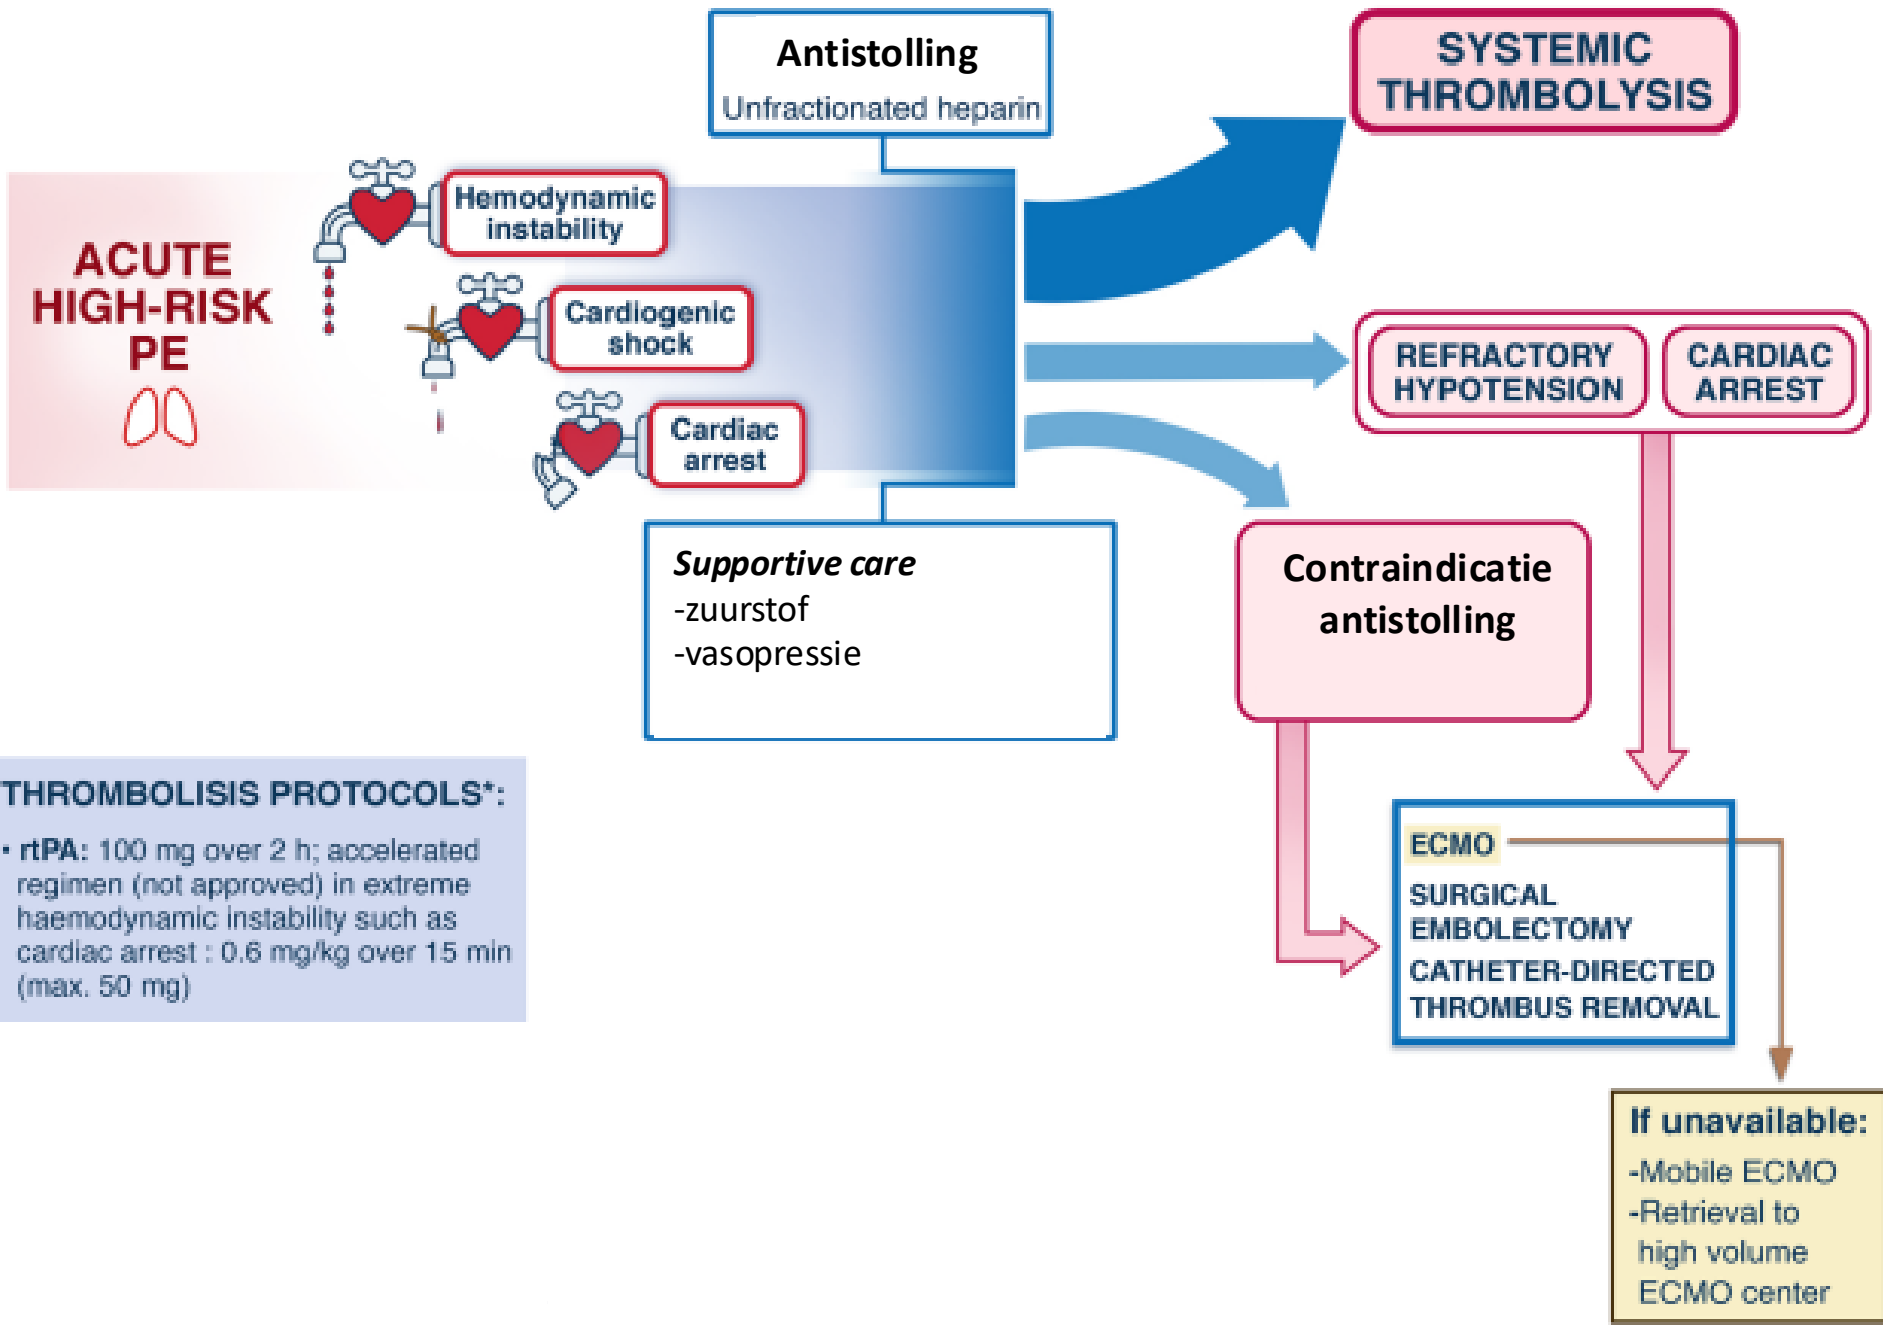 Antistolling
Unfractionated heparin
SYSTEMIC
THROMBOLYSIS
ACUTE
HIGH-RISK
PE
Hemodynamic
instability
Cardiogenic
shock
Cardiac
arrest
REFRACTORY
HYPOTENSION
CARDIAC
ARREST
Supportive care
-zuurstof
-vasopressie
Contraindicatie
antistolling
THROMBOLISIS PROTOCOLS*:
• rtPA: 100 mg over 2 h; accelerated
regimen (not approved) in extreme
haemodynamic instability such as
cardiac arrest : 0.6 mg/kg over 15 min
(max. 50 mg)
ECMO
SURGICAL
EMBOLECTOMY
CATHETER-DIRECTED
THROMBUS REMOVAL
If unavailable:
-Mobile ECMO
-Retrieval to
high volume
ECMO center